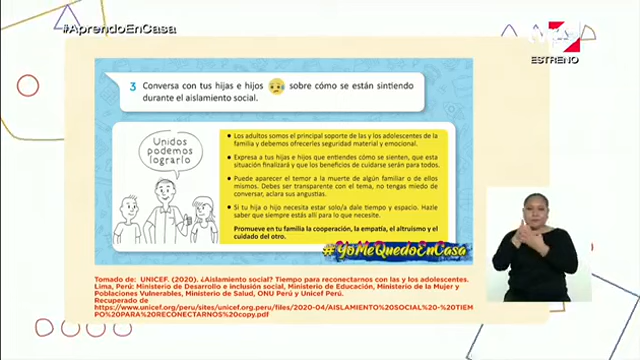 #AprendoEnCasa
ESTRENO
3 Conversa con tus hijas e hijos sobre cómo se están sintiendo
durante el aislamiento social.
Unidos
podemos
lograrlo
Los adultos somos el principal soporte de las y los adolescentes de la
familia y debemos ofrecerles seguridad material y emocional.
Expresa a tus hijas e hijos que entiendes cómo se sienten, que esta
situación finalizará y que los beneficios de cuidarse serán para todos.
Puede aparecer el temor a la muerte de algún familiar o de ellos
mismos. Debes ser transparente con el tema, no tengas miedo de
conversar, aclara sus angustias.
Si tu hija o hijo necesita estar solo/a dale tiempo y espacio. Hazle
saber que siempre estás allí para lo que necesite.
Promueve en tu familia la cooperación, la empatía, el altruismo y el
cuidado del otro.
#YoMeQuedoEnCasa
Tomado de: UNICEF. (2020). ¿Aislamiento social? Tiempo para reconectarnos con las y los adolescentes.
Lima, Perú: Ministerio de Desarrollo e inclusión social, Ministerio de Educación, Ministerio de la Mujer y
Poblaciones Vulnerables, Ministerio de Salud, ONU Perú y Unicef Perú.
Recuperado de
https://www.unicef.org/peru/sites/unicef.org.peru/files/2020-04/AISLAMIENTO%20SOCIAL%20-%20TIEM
PO%20PARA%20RECONECTARNOS%20copy.pdf